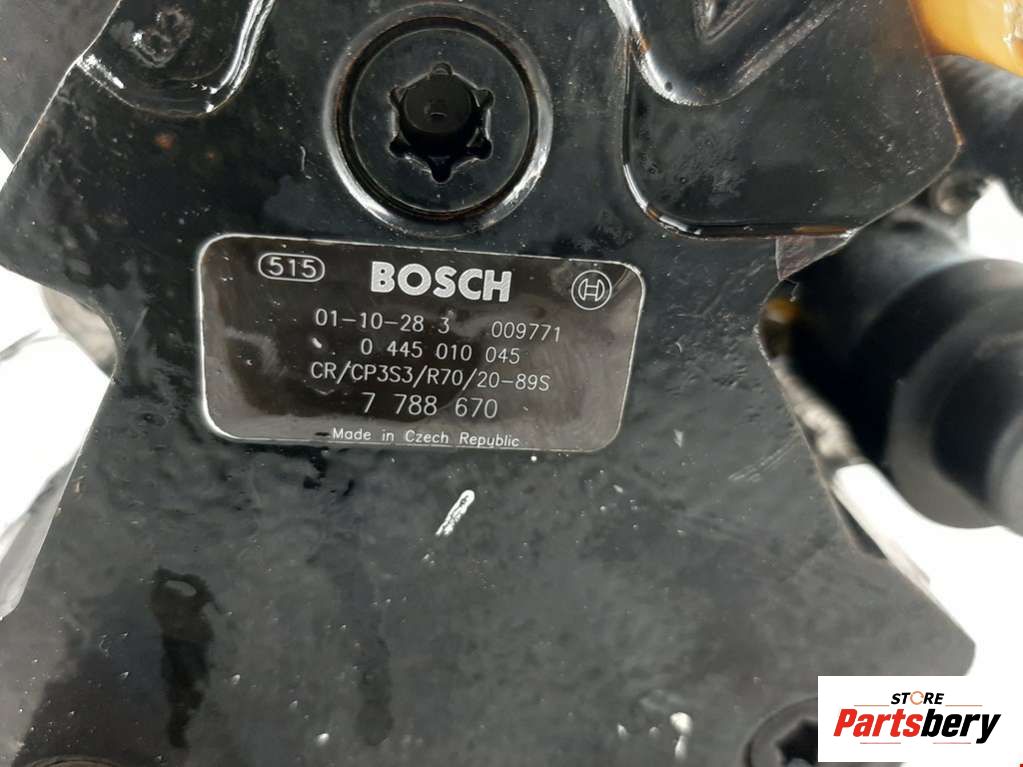 515 BOSCH
01-10-28 3 009771
0 445 010 045
CR/CP3S3/R70/20-89S
7 788 670
Made in Czech Republic
STORE
Partsbery